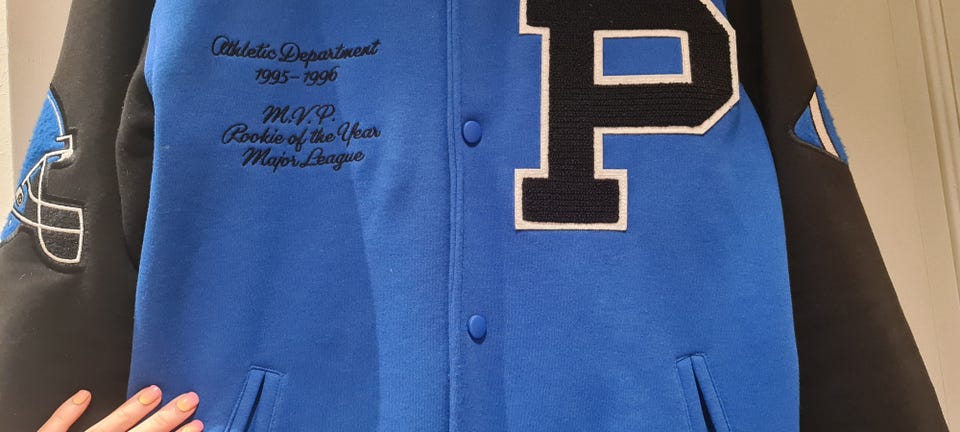 Athletic Department
1995-1996
M.V.P.
Rookie of the Year
Major League
P